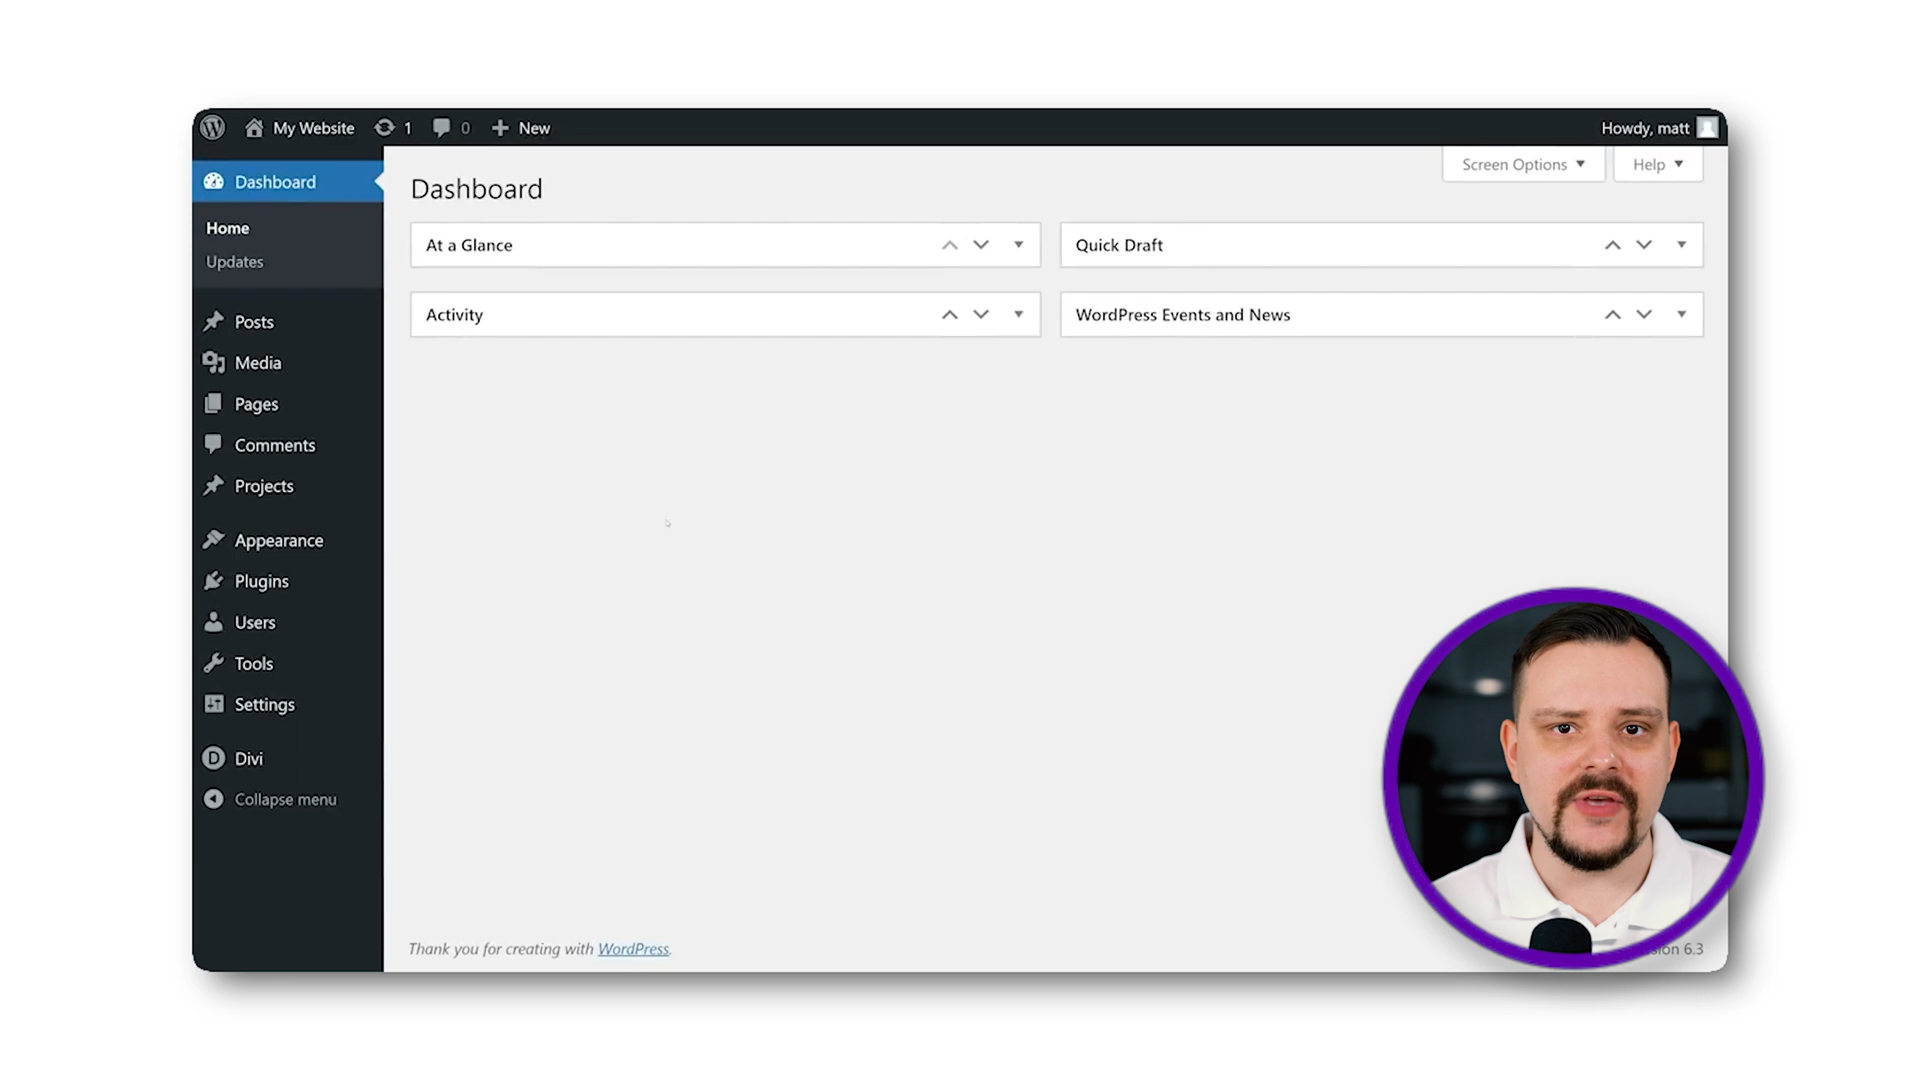 My Website 1 0 New Howdy, matt
Screen Options Help
Dashboard
Home
Updates
Posts
Media
Pages
Comments
Projects
Appearance
Plugins
Users
Tools
Settings
Divi
Collapse menu
Dashboard
At a Glance
Quick Draft
Activity
WordPress Events and News
Thank you for creating with WordPress.
6.3